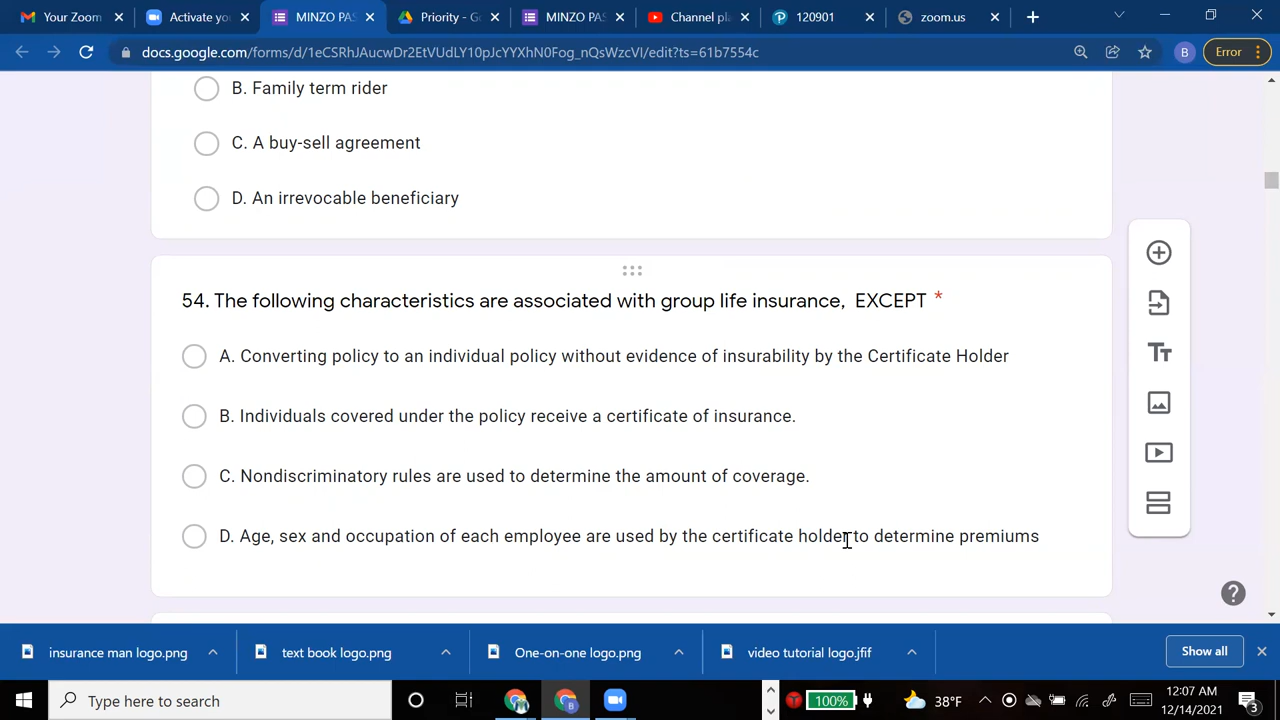 Your Zoom
Activate you
MINZO PAS
Priority - Go
MINZO PAS
Channel pla
120901
zoom.us
docs.google.com/forms/d/1eCSRhJAucwDr2EtVUdLY10pJcYYXhN0Fog_nQsWzcVI/edit?ts=61b7554c
B
Error
B. Family term rider
C. A buy-sell agreement
D. An irrevocable beneficiary
54. The following characteristics are associated with group life insurance, EXCEPT *
A. Converting policy to an individual policy without evidence of insurability by the Certificate Holder
B. Individuals covered under the policy receive a certificate of insurance.
C. Nondiscriminatory rules are used to determine the amount of coverage.
D. Age, sex and occupation of each employee are used by the certificate holder to determine premiums
insurance man logo.png
text book logo.png
One-on-one logo.png
video tutorial logo.jfif
Show all
Type here to search
100%
38°F
12:07 AM
12/14/2021
3